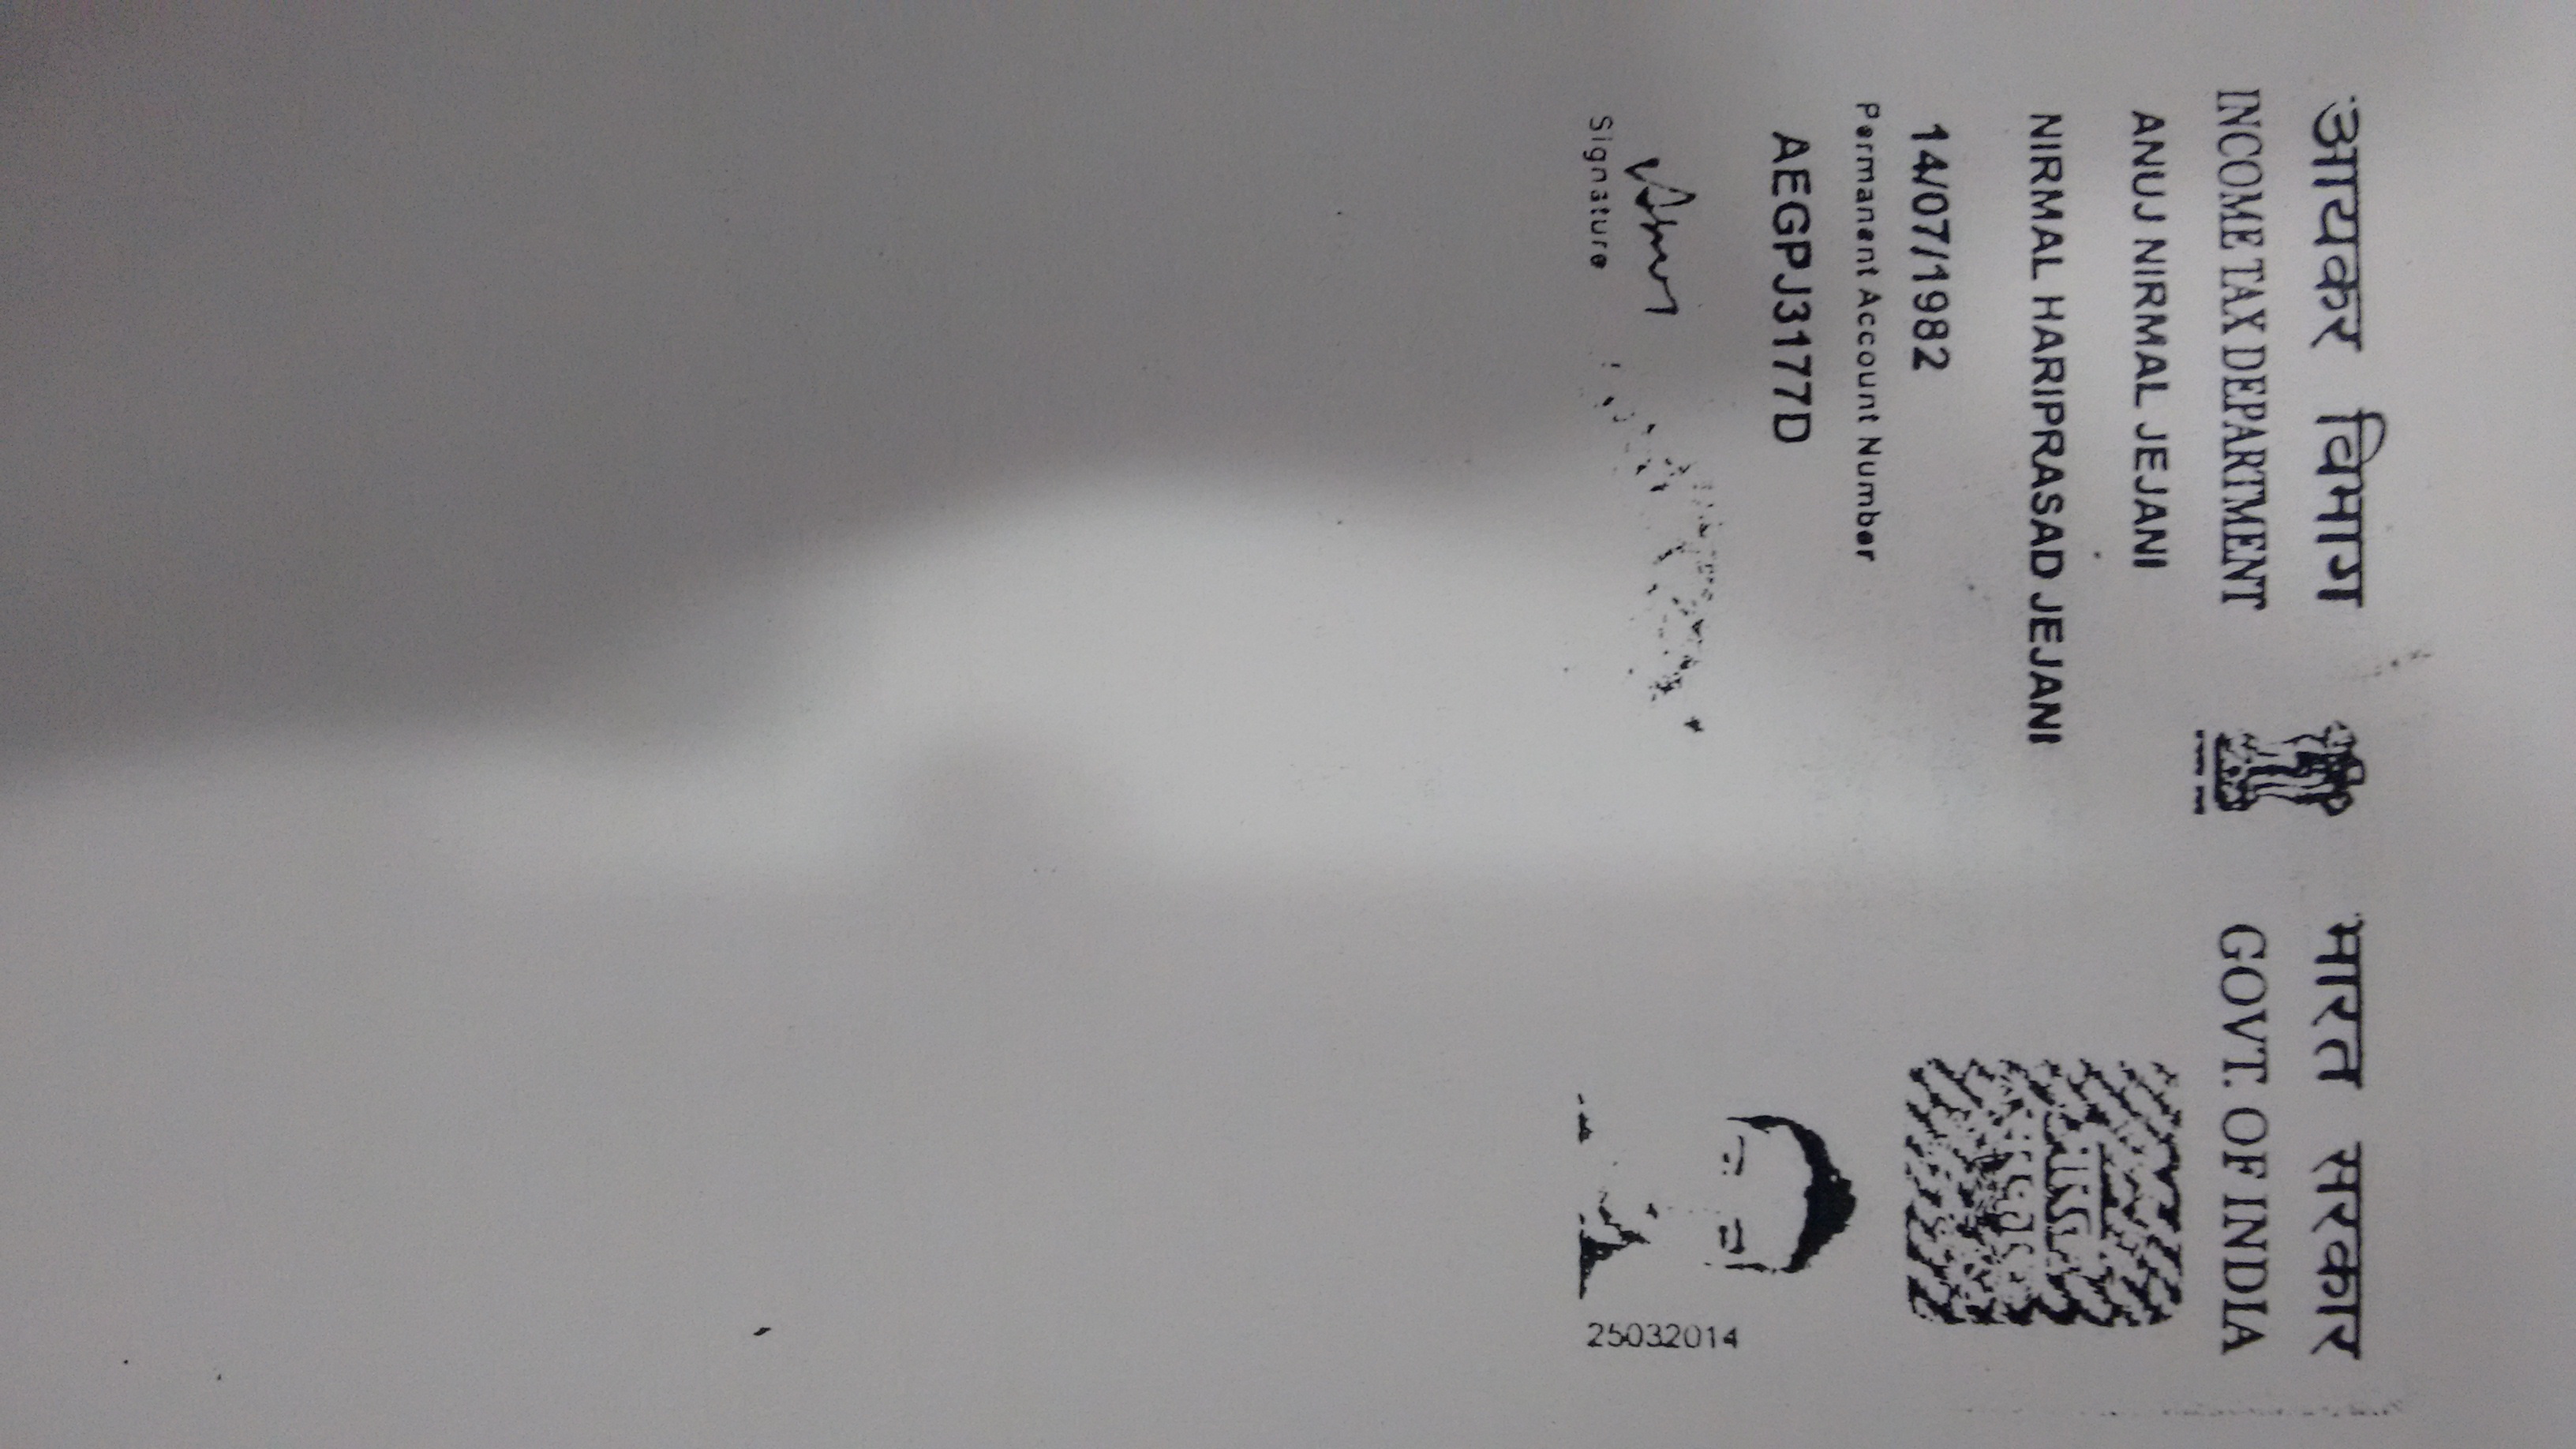 आयकर विभाग
INCOME TAX DEPARTMENT
भारत सरकार
GOVT. OF INDIA
ANUJ NIRMAL JEJANI
NIRMAL HARIPRASAD JEJANI
14/07/1982
Permanent Account Number
AEGPJ3177D
Signature
25032014